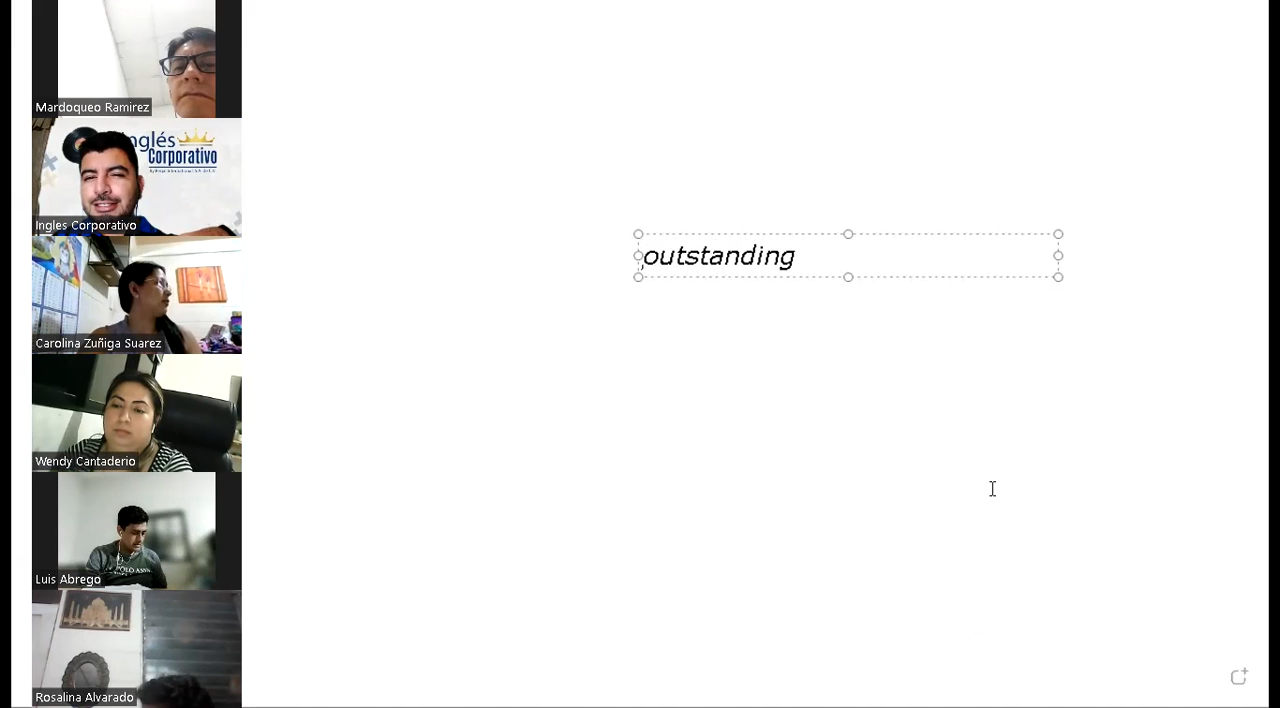 Mardoqueo Ramirez
Inglés
Corporativo
Ingles Corporativo
Carolina Zuñiga Suarez
Wendy Cantaderio
Luis Abrego
Rosalina Alvarado
outstanding